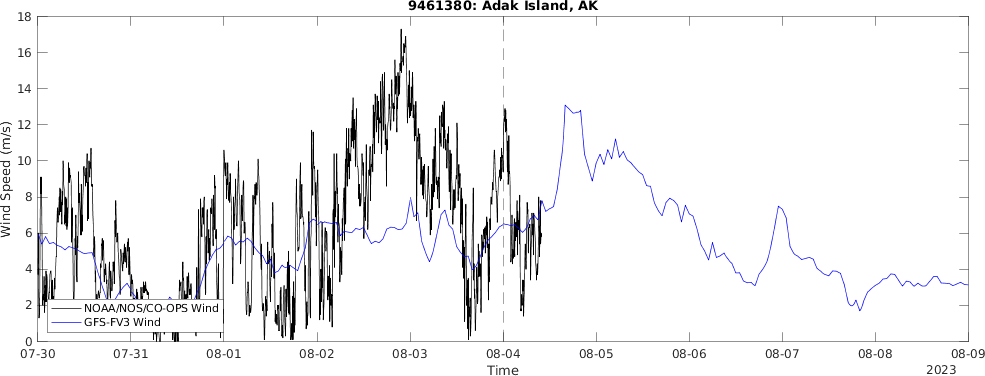 9461380: Adak Island, AK
18
16
14
12
10
8
6
4
2
0
Wind Speed (m/s)
NOAA/NOS/CO-OPS Wind
GFS-FV3 Wind
07-30 07-31 08-01 08-02 08-03 08-04 08-05 08-06 08-07 08-08 08-09
Time
2023